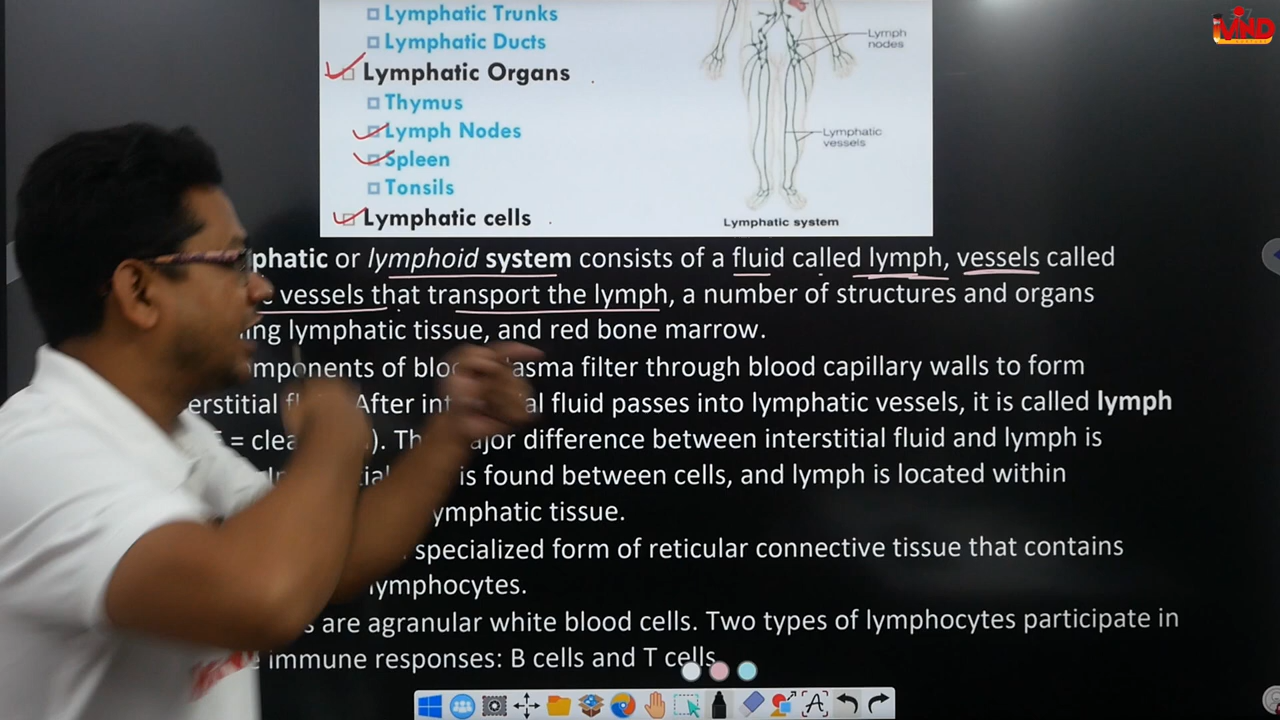 Lymphatic Trunks
Lymphatic Ducts
Lymphatic Organs
Thymus
Lymph Nodes
Spleen
Tonsils
Lymphatic cells
Lymph
nodes
Lymphatic
vessels
Lymphatic system
iVND
phatic or lymphoid system consists of a fluid called lymph, vessels called
vessels that transport the lymph, a number of structures and organs
ing lymphatic tissue, and red bone marrow.
mponents of blo asma filter through blood capillary walls to form
erstitial After int al fluid passes into lymphatic vessels, it is called lymph
= clea ). Th ajor difference between interstitial fluid and lymph is
is found between cells, and lymph is located within
ymphatic tissue.
specialized form of reticular connective tissue that contains
lymphocytes.
s are agranular white blood cells. Two types of lymphocytes participate in
immune responses: B cells and T cells